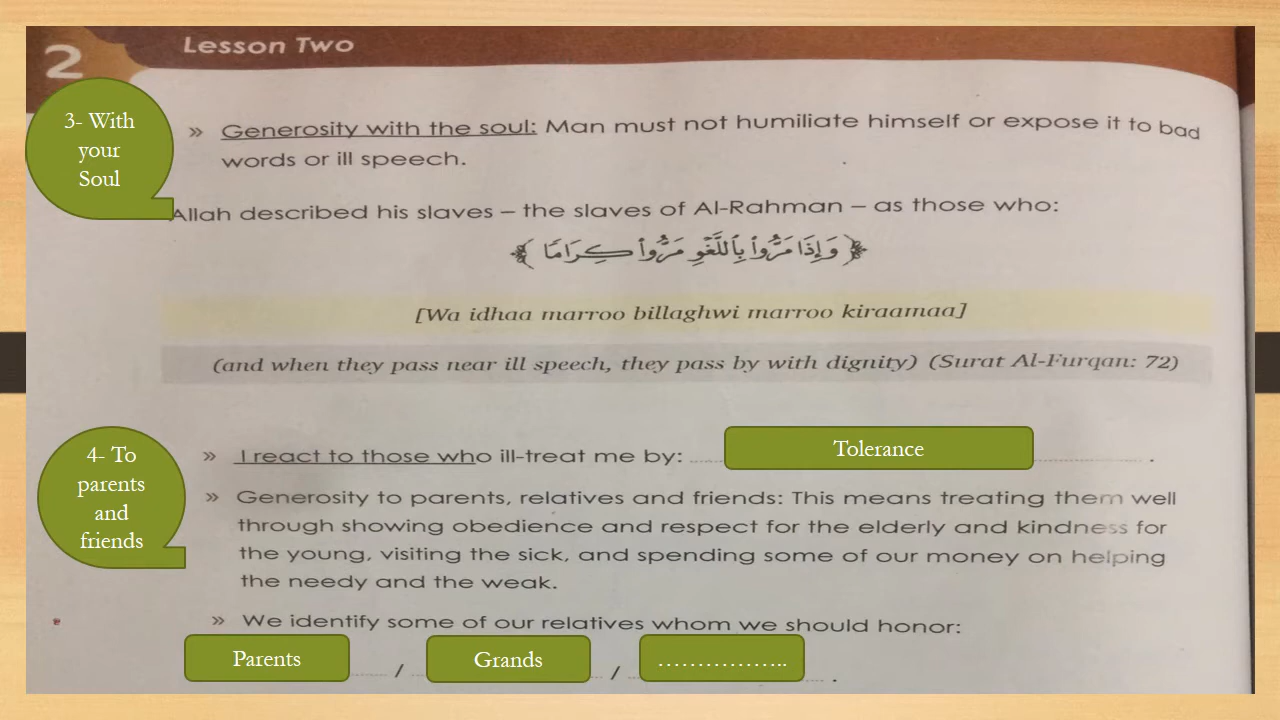 2
Lesson Two
3- With
your
Soul
» Generosity with the soul: Man must not humiliate himself or expose it to bad
words or ill speech.
Allah described his slaves – the slaves of Al-Rahman – as those who:
﴿ وَإِذَا مَرُّوا۟ بِٱللَّغْوِ مَرُّوا۟ كِرَامًا ﴾
[Wa idhaa marroo billaghwi marroo kiraamaa]
(and when they pass near ill speech, they pass by with dignity) (Surat Al-Furqan: 72)
4- To
parents
and
friends
» I react to those who ill-treat me by: ...... Tolerance .................... .
» Generosity to parents, relatives and friends: This means treating them well
through showing obedience and respect for the elderly and kindness for
the young, visiting the sick, and spending some of our money on helping
the needy and the weak.
» We identify some of our relatives whom we should honor:
Parents ...... / Grands ... / ................. .